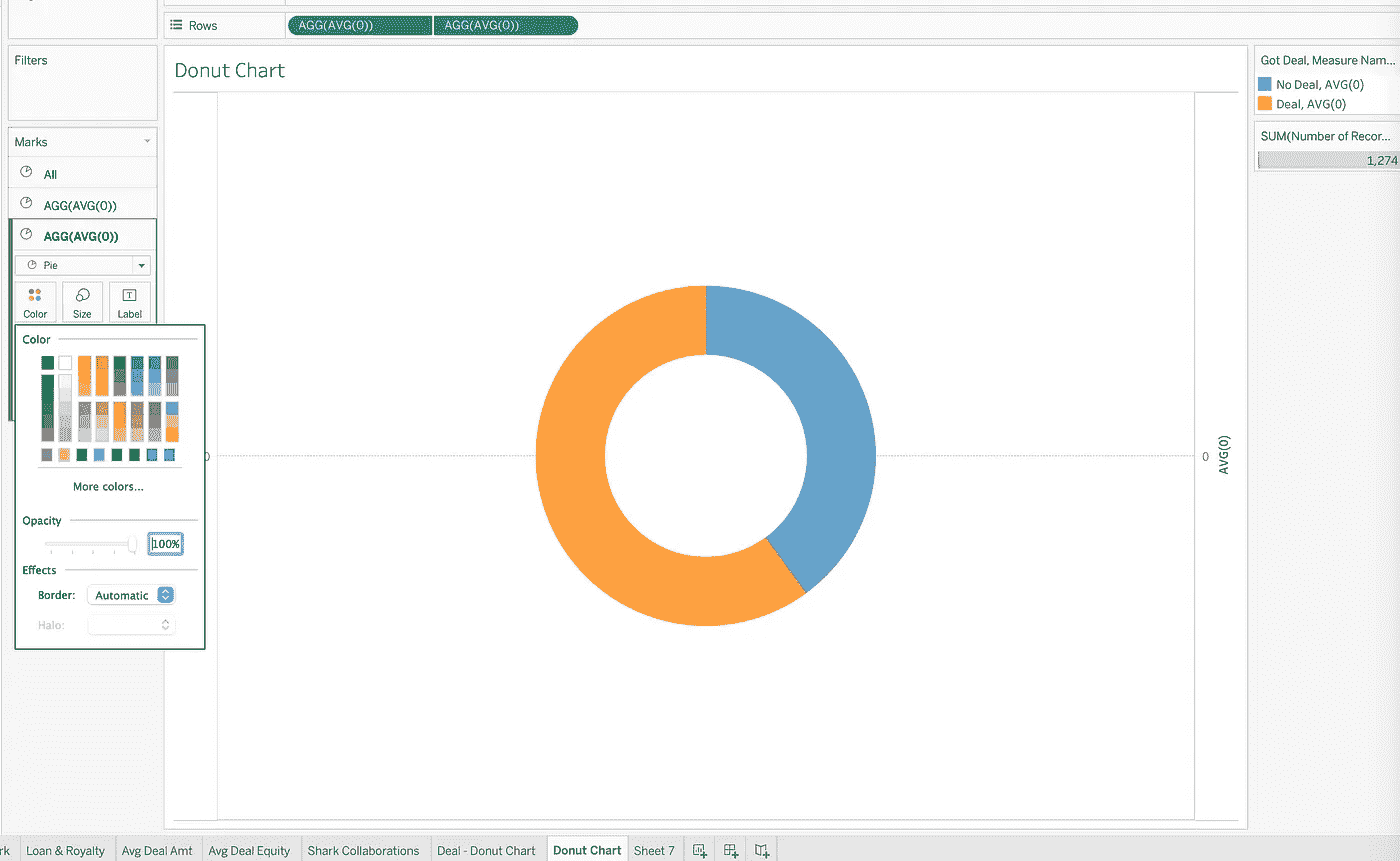 Rows
AGG(AVG(0))
AGG(AVG(0))
Filters
Donut Chart
Got Deal, Measure Nam...
No Deal, AVG(0)
Deal, AVG(0)
Marks
SUM(Number of Recor...
1,274
All
AGG(AVG(0))
AGG(AVG(0))
Pie
Color
Size
Label
Color
More colors...
0
0
AVG(0)
Opacity
100%
Effects
Border:
Automatic
Halo:
rk
Loan & Royalty
Avg Deal Amt
Avg Deal Equity
Shark Collaborations
Deal - Donut Chart
Donut Chart
Sheet 7